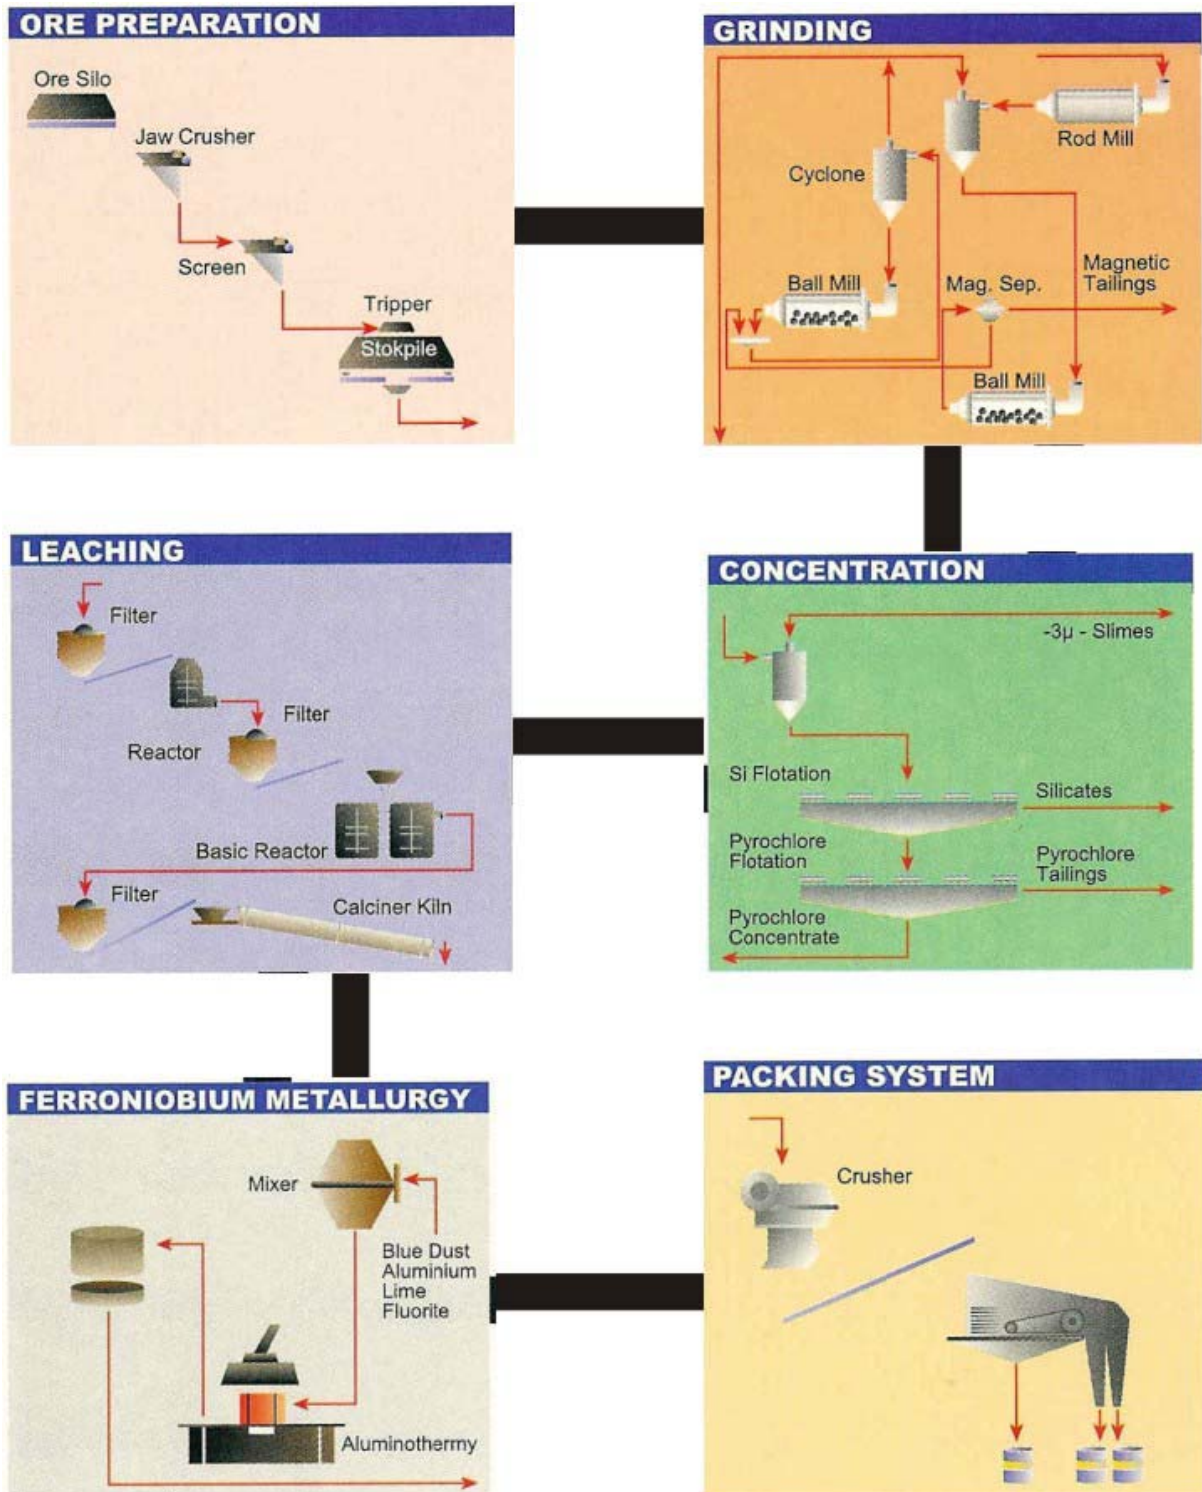 ORE PREPARATION
Ore Silo
Jaw Crusher
Screen
Tripper
Stokpile
GRINDING
Rod Mill
Cyclone
Ball Mill
Mag. Sep.
Magnetic
Tailings
Ball Mill
LEACHING
Filter
Filter
Reactor
Basic Reactor
Filter
Calciner Kiln
CONCENTRATION
-3µ - Slimes
Si Flotation
Silicates
Pyrochlore
Flotation
Pyrochlore
Tailings
Pyrochlore
Concentrate
FERRONIOBIUM METALLURGY
Mixer
Blue Dust
Aluminium
Lime
Fluorite
Aluminothermy
PACKING SYSTEM
Crusher